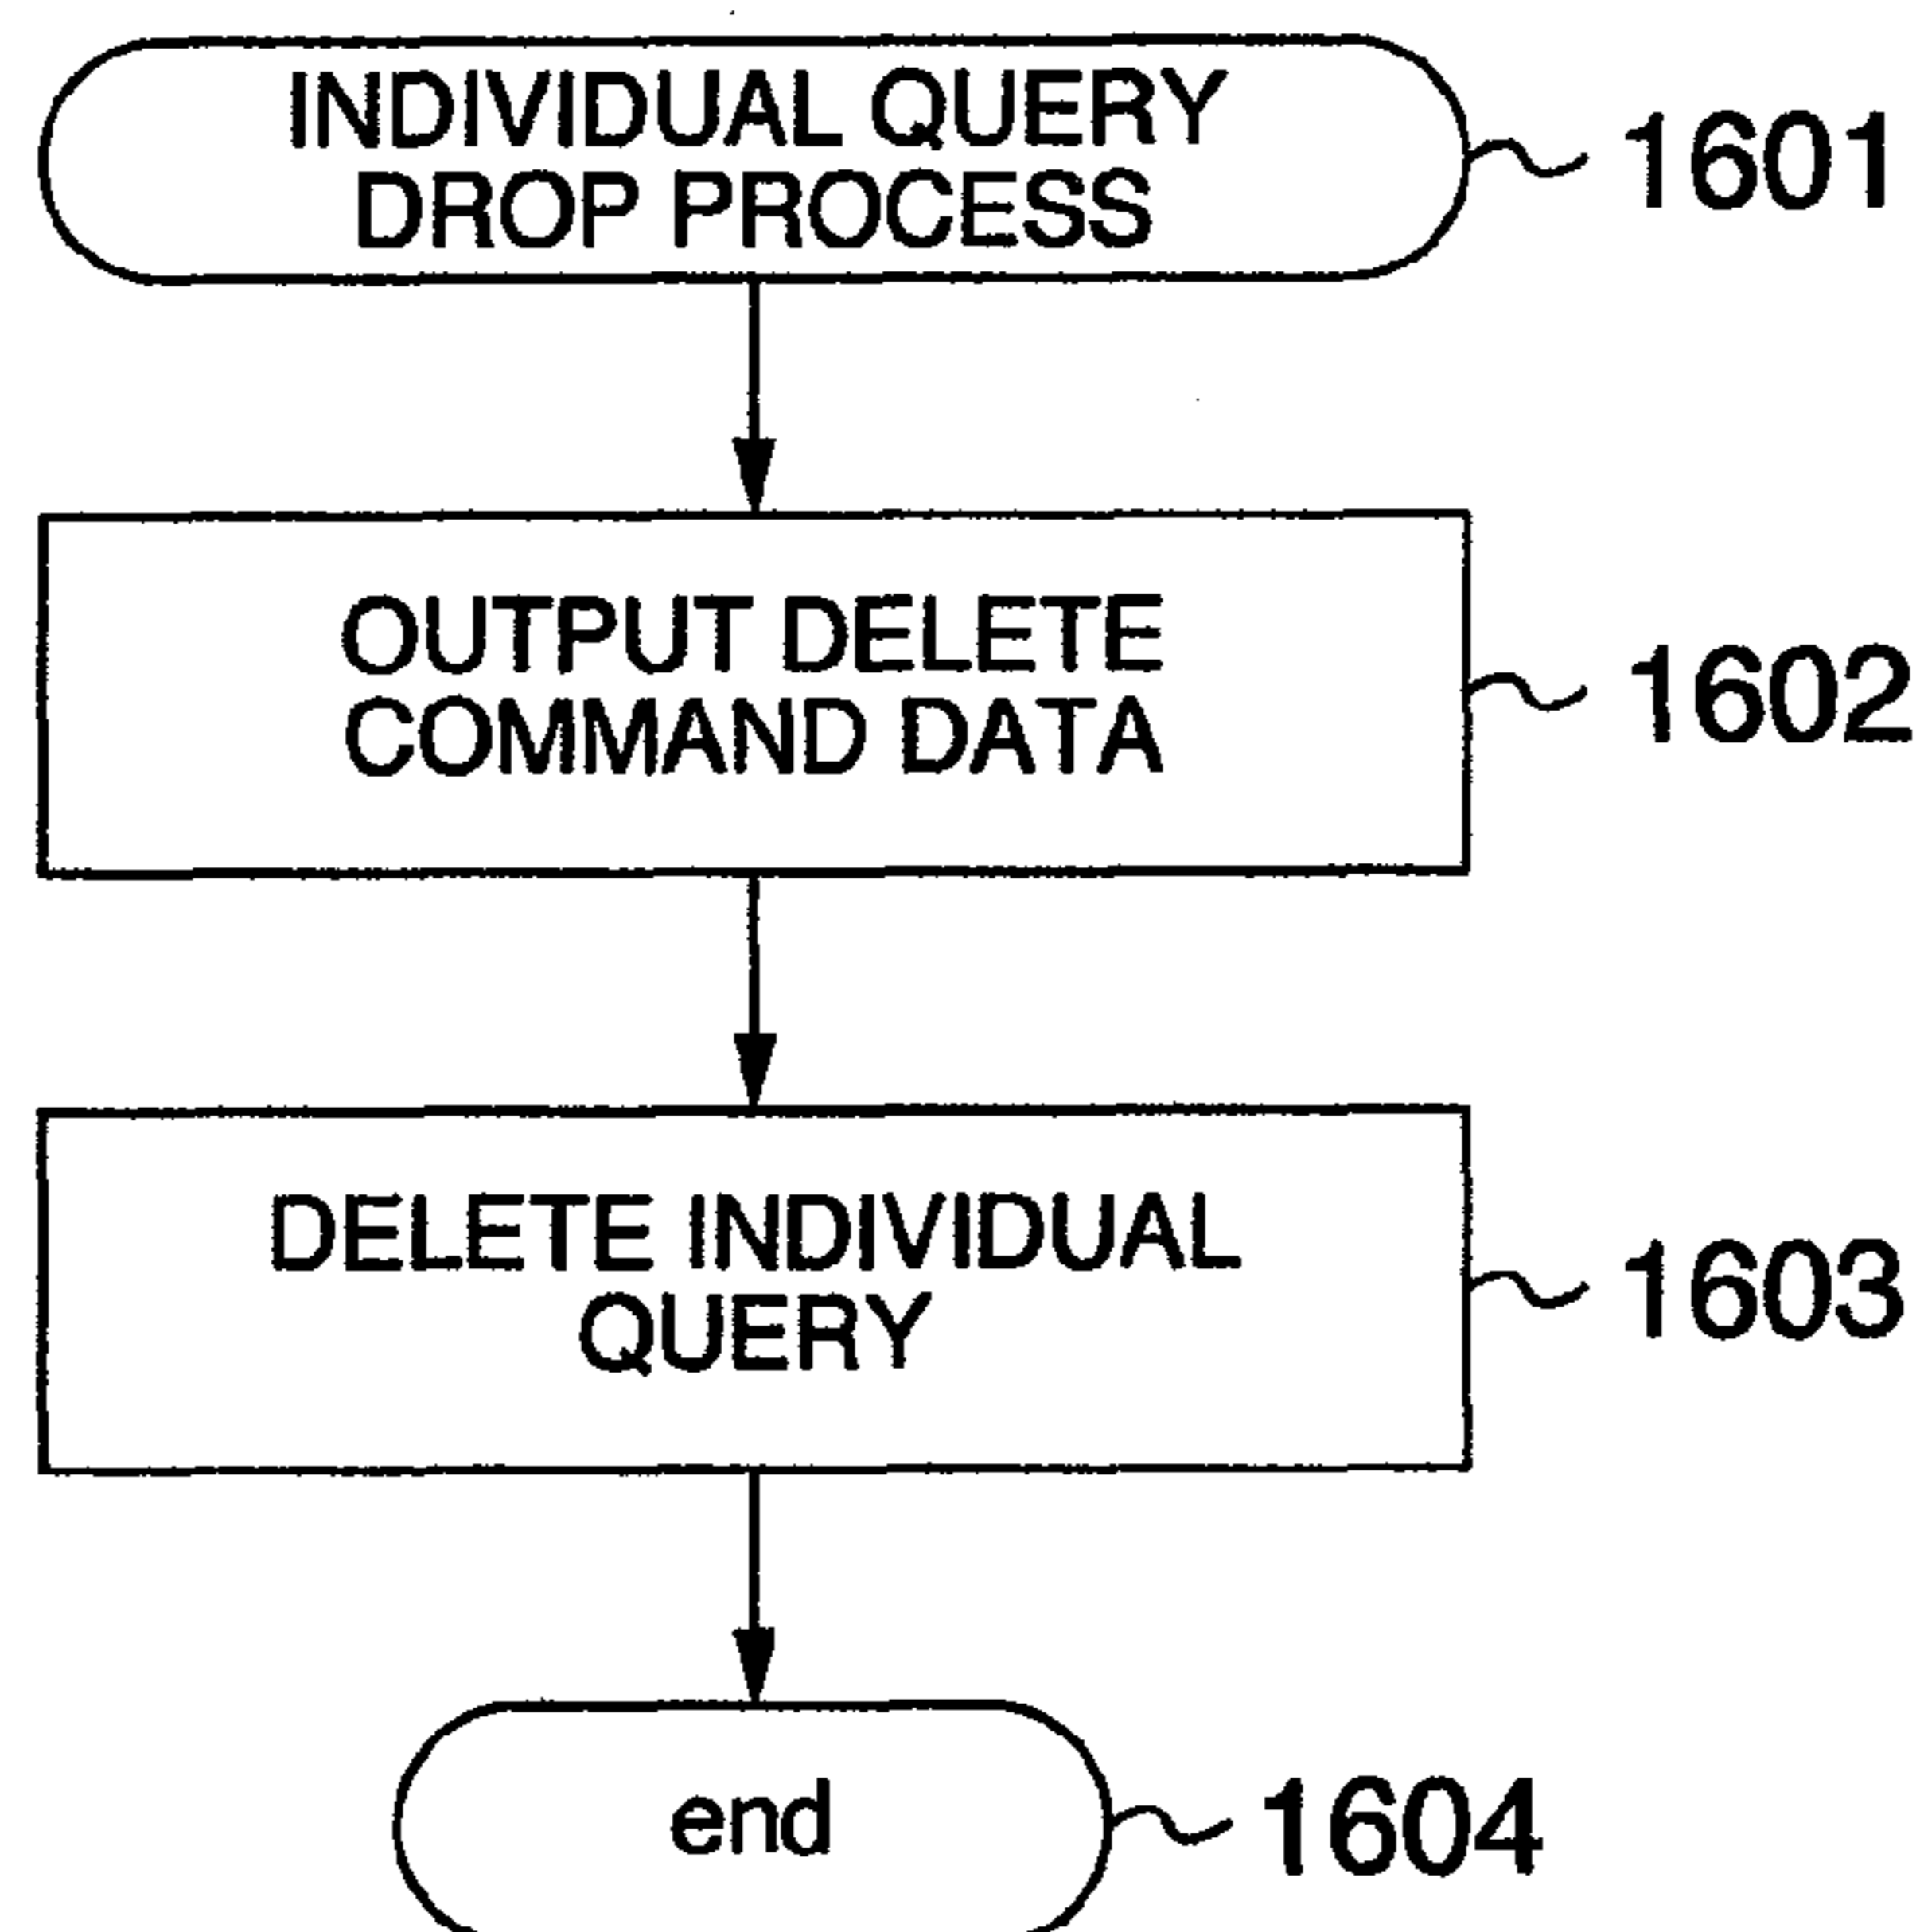 INDIVIDUAL QUERY
DROP PROCESS
1601
OUTPUT DELETE
COMMAND DATA
1602
DELETE INDIVIDUAL
QUERY
1603
end
1604